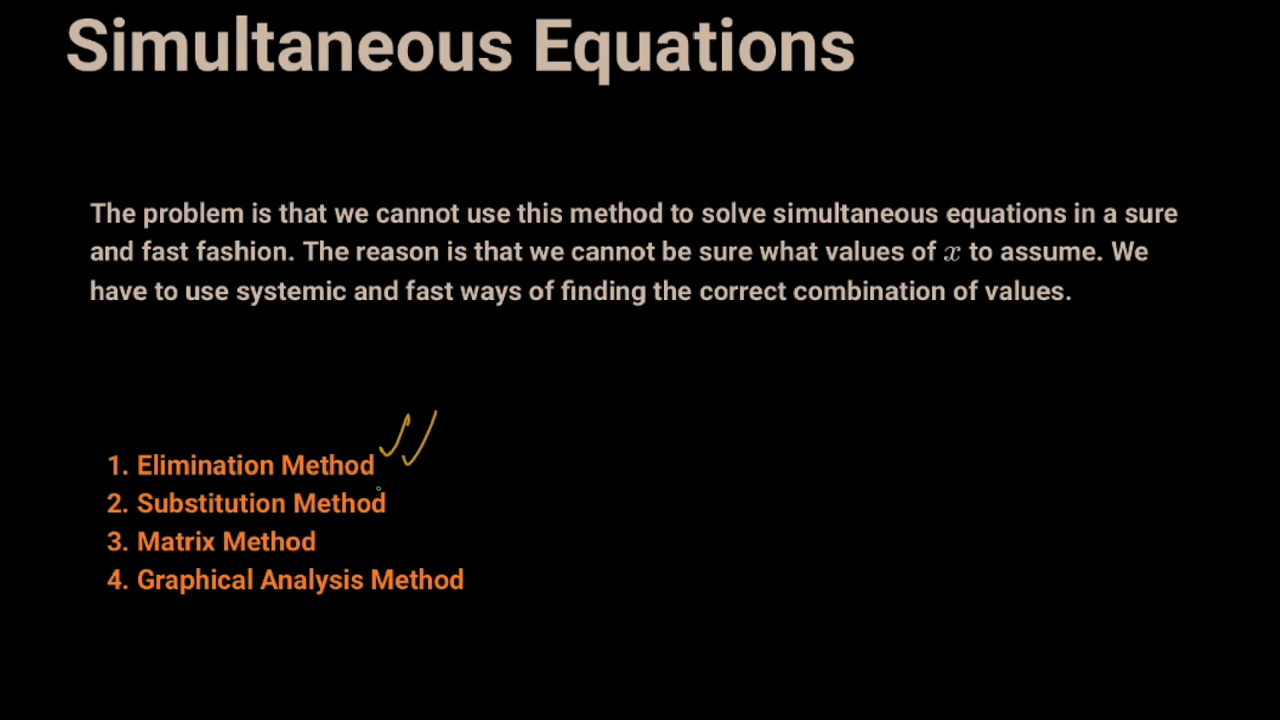 Simultaneous Equations
The problem is that we cannot use this method to solve simultaneous equations in a sure
and fast fashion. The reason is that we cannot be sure what values of x to assume. We
have to use systemic and fast ways of finding the correct combination of values.
1. Elimination Method
2. Substitution Method
3. Matrix Method
4. Graphical Analysis Method